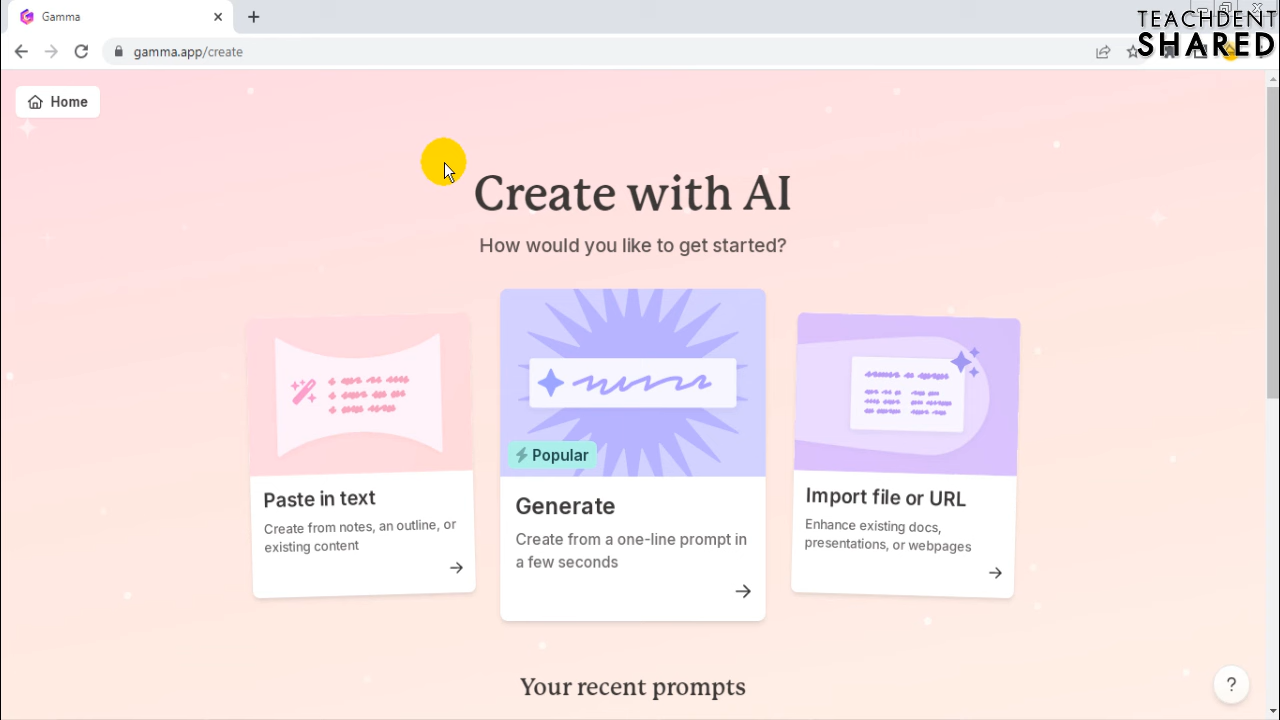 Gamma
TEACHDENT
SHARED
gamma.app/create
Home
Create with AI
How would you like to get started?
Popular
Paste in text
Create from notes, an outline, or
existing content
Generate
Create from a one-line prompt in
a few seconds
Import file or URL
Enhance existing docs,
presentations, or webpages
Your recent prompts
?